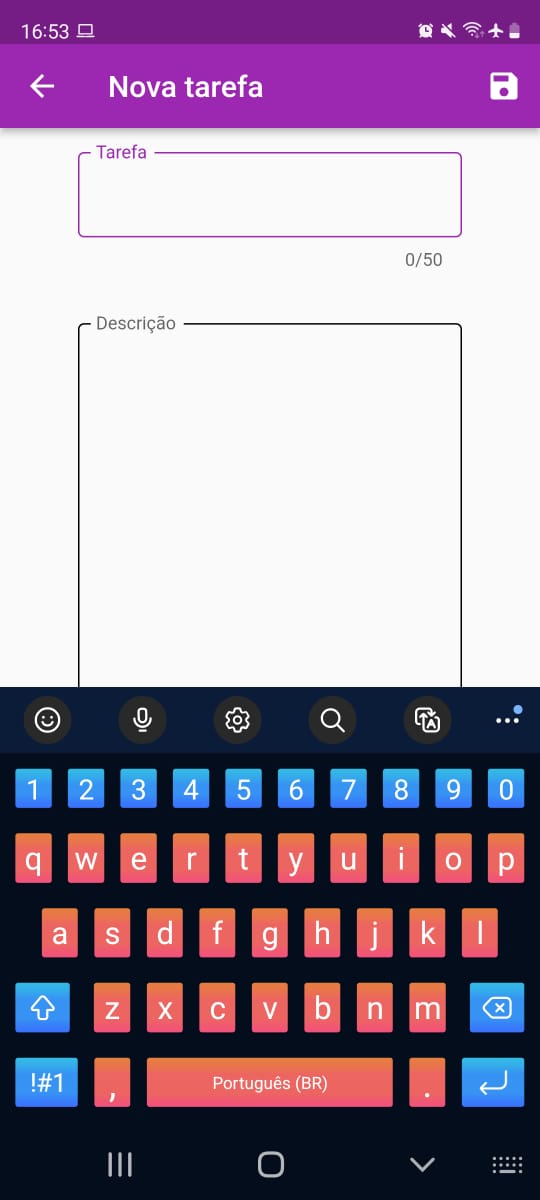 16:53
Nova tarefa
Tarefa
0/50
Descrição
1 2 3 4 5 6 7 8 9 0
q w e r t y u i o p
a s d f g h j k l
z x c v b n m
!#1 , Português (BR) .